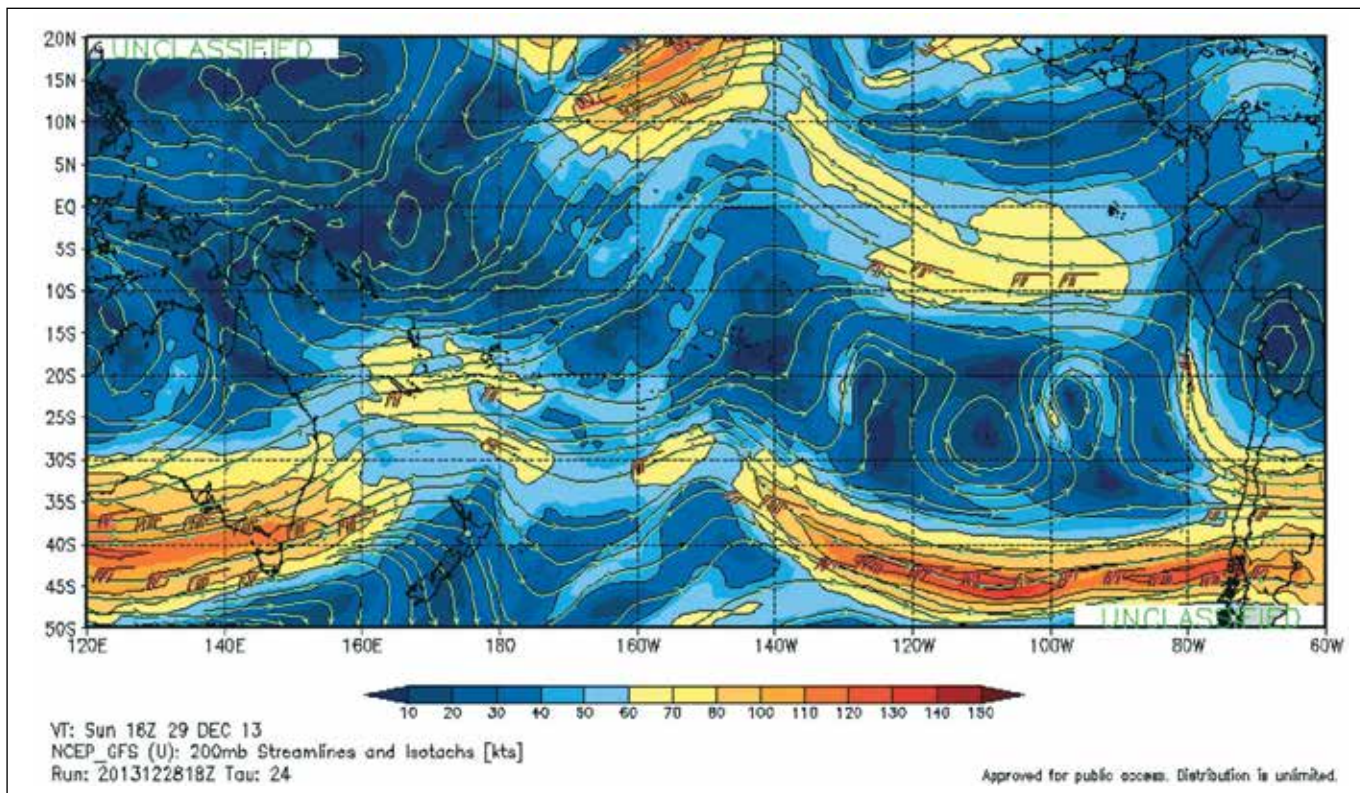 UNCLASSIFIED
20N
15N
10N
5N
EQ
5S
10S
15S
20S
25S
30S
35S
40S
45S
50S
UNCLASSIFIED
120E 140E 160E 180 160W 140W 120W 100W 80W 60W
10 20 30 40 50 60 70 80 100 110 120 130 140 150
VT: Sun 18Z 29 DEC 13
NCEP_GFS (U): 200mb Streamlines and Isotachs [kts]
Run: 2013122818Z Tau: 24
Approved for public access. Distribution is unlimited.